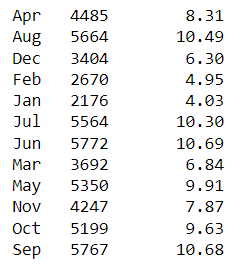 Apr 4485 8.31
Aug 5664 10.49
Dec 3404 6.30
Feb 2670 4.95
Jan 2176 4.03
Jul 5564 10.30
Jun 5772 10.69
Mar 3692 6.84
May 5350 9.91
Nov 4247 7.87
Oct 5199 9.63
Sep 5767 10.68